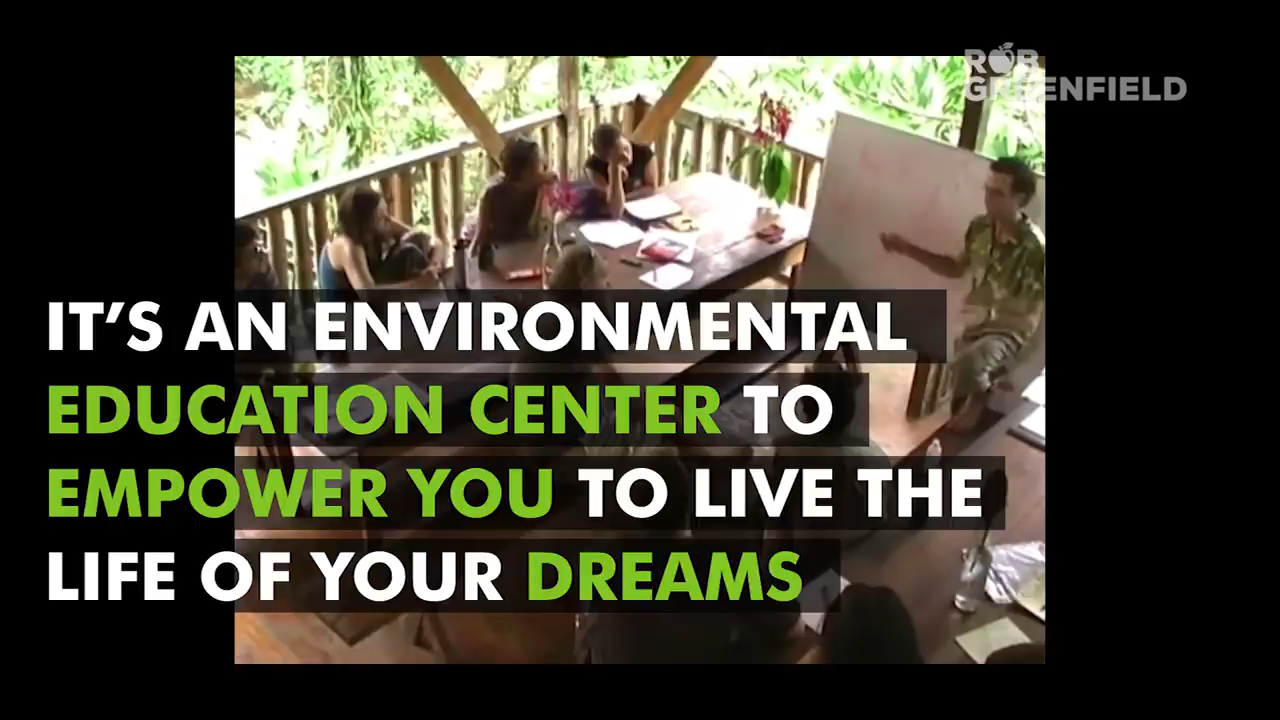 ROB
GREENFIELD
IT'S AN ENVIRONMENTAL
EDUCATION CENTER TO
EMPOWER YOU TO LIVE THE
LIFE OF YOUR DREAMS